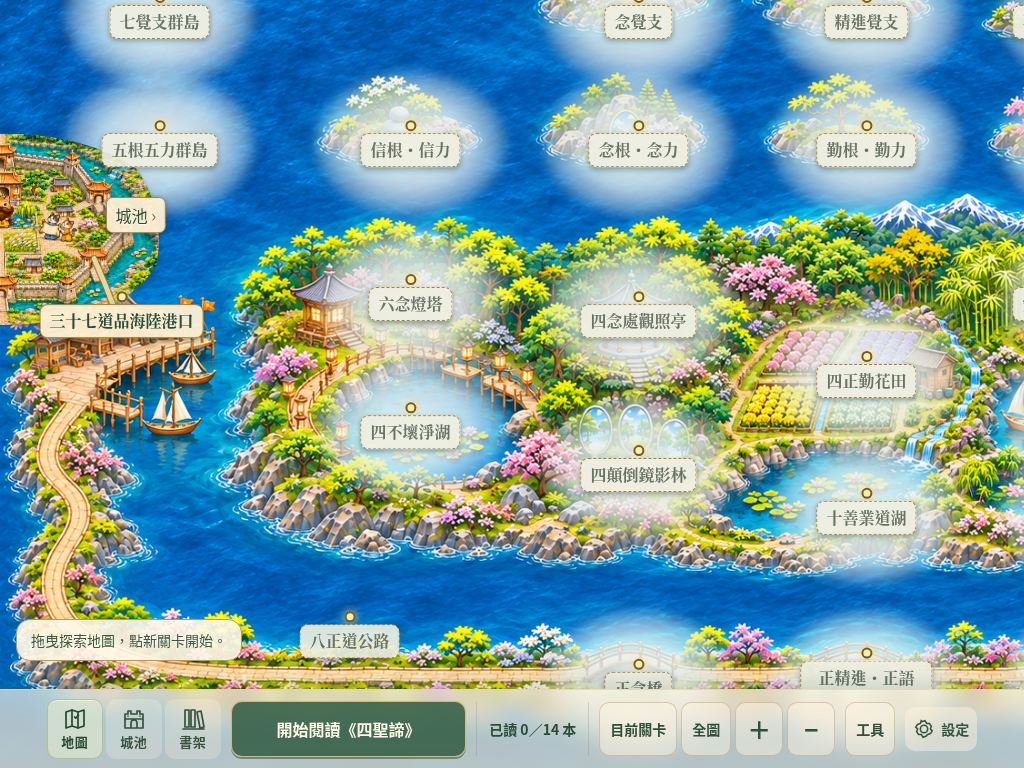 七覺支群島
念覺支
精進覺支
五根五力群島
信根・信力
念根・念力
勤根・勤力
城池 ›
六念燈塔
三十七道品海陸港口
四念處觀照亭
四正勤花田
四不壞淨湖
四顛倒鏡影林
十善業道湖
拖曳探索地圖，點新關卡開始。
八正道公路
正念橋
正精進・正語
地圖
城池
書架
開始閱讀《四聖諦》
已讀 0／14 本
目前關卡
全圖
+
−
工具
設定